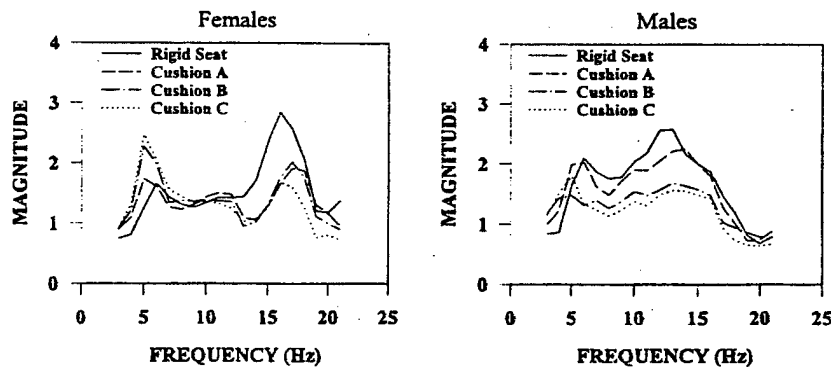 Females
4
3
2
1
0
MAGNITUDE
Rigid Seat
Cushion A
Cushion B
Cushion C
0 5 10 15 20
FREQUENCY (Hz)
Males
4
3
2
1
0
MAGNITUDE
Rigid Seat
Cushion A
Cushion B
Cushion C
0 5 10 15 20 25
FREQUENCY (Hz)